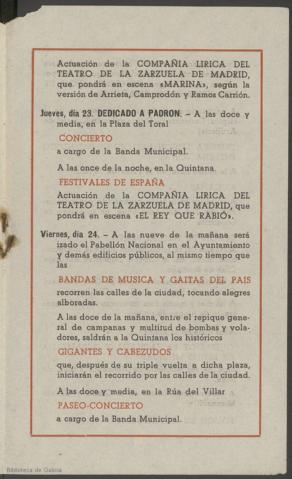 Actuación de la COMPAÑIA LIRICA DEL
TEATRO DE LA ZARZUELA DE MADRID,
que pondrá en escena «MARINA», según la
versión de Arrieta, Camprodón y Ramos Carrión.
Jueves, día 23. DEDICADO A PADRON. - A las doce y
media, en la Plaza del Toral
CONCIERTO
a cargo de la Banda Municipal.
A las once de la noche, en la Quintana.
FESTIVALES DE ESPAÑA
Actuación de la COMPAÑIA LIRICA DEL
TEATRO DE LA ZARZUELA DE MADRID, que
pondrá en escena «EL REY QUE RABIÓ».
Viernes, día 24. - A las nueve de la mañana será
izado el Pabellón Nacional en el Ayuntamiento
y demás edificios públicos, al mismo tiempo que
las
BANDAS DE MUSICA Y GAITAS DEL PAIS
recorren las calles de la ciudad, tocando alegres
alboradas.
A las doce de la mañana, entre el repique gene-
ral de campanas y multitud de bombas y vola-
dores, saldrán a la Quintana los históricos
GIGANTES Y CABEZUDOS
que, después de su triple vuelta a dicha plaza,
iniciarán el recorrido por las calles de la ciudad.
A las doce y media, en la Rúa del Villar
PASEO-CONCIERTO
a cargo de la Banda Municipal.
Biblioteca de Galicia